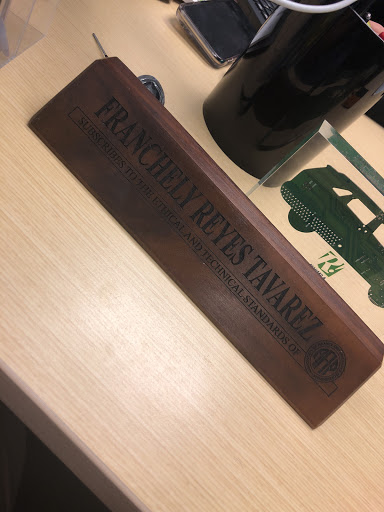 FRANCHELY REYES TAVAREZ
SUBSCRIBES TO THE ETHICAL AND TECHNICAL STANDARDS OF